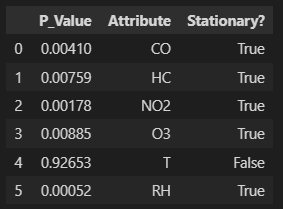 P_Value Attribute Stationary?
0 0.00410 CO True
1 0.00759 HC True
2 0.00178 NO2 True
3 0.00885 O3 True
4 0.92653 T False
5 0.00052 RH True